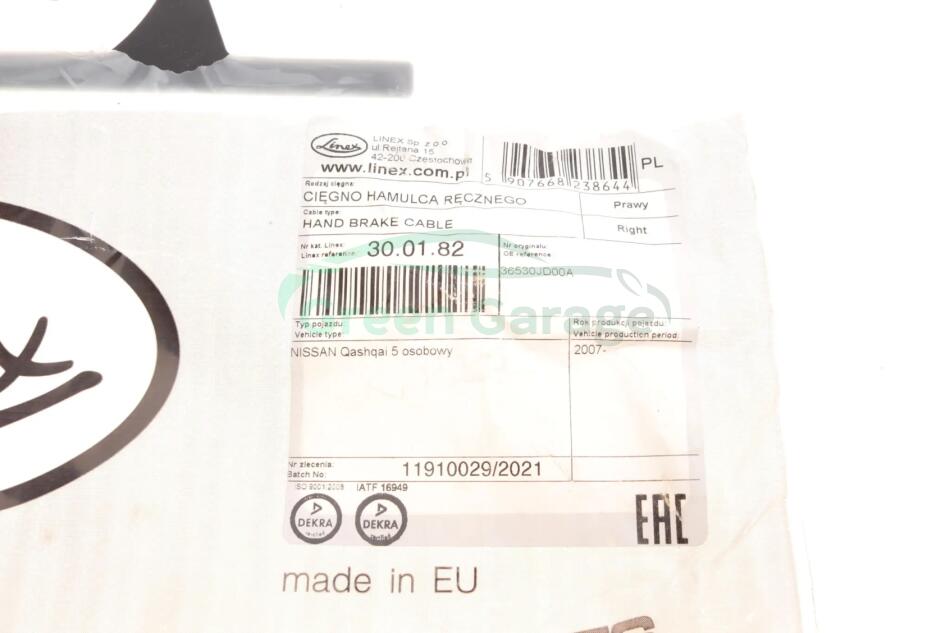 Linex
LINEX Sp. z o.o
ul.Rejtana 16
42-200 Częstochowa
www.linex.com.pl
5 907668 238644
PL
Rodzaj cięgna:
CIĘGNO HAMULCA RĘCZNEGO
Prawy
Cable type:
HAND BRAKE CABLE
Right
Nr kat. Linex:
Linex reference:
30.01.82
Nr oryginału:
OE reference
36530JD00A
Green Garage
Typ pojazdu:
Vehicle type:
Rok produkcji pojazdu:
Vehicle production period:
NISSAN Qashqai 5 osobowy
2007-
Nr zlecenia:
Batch No:
11910029/2021
ISO 9001:2008
IATF 16949
DEKRA
DEKRA
EAC
made in EU